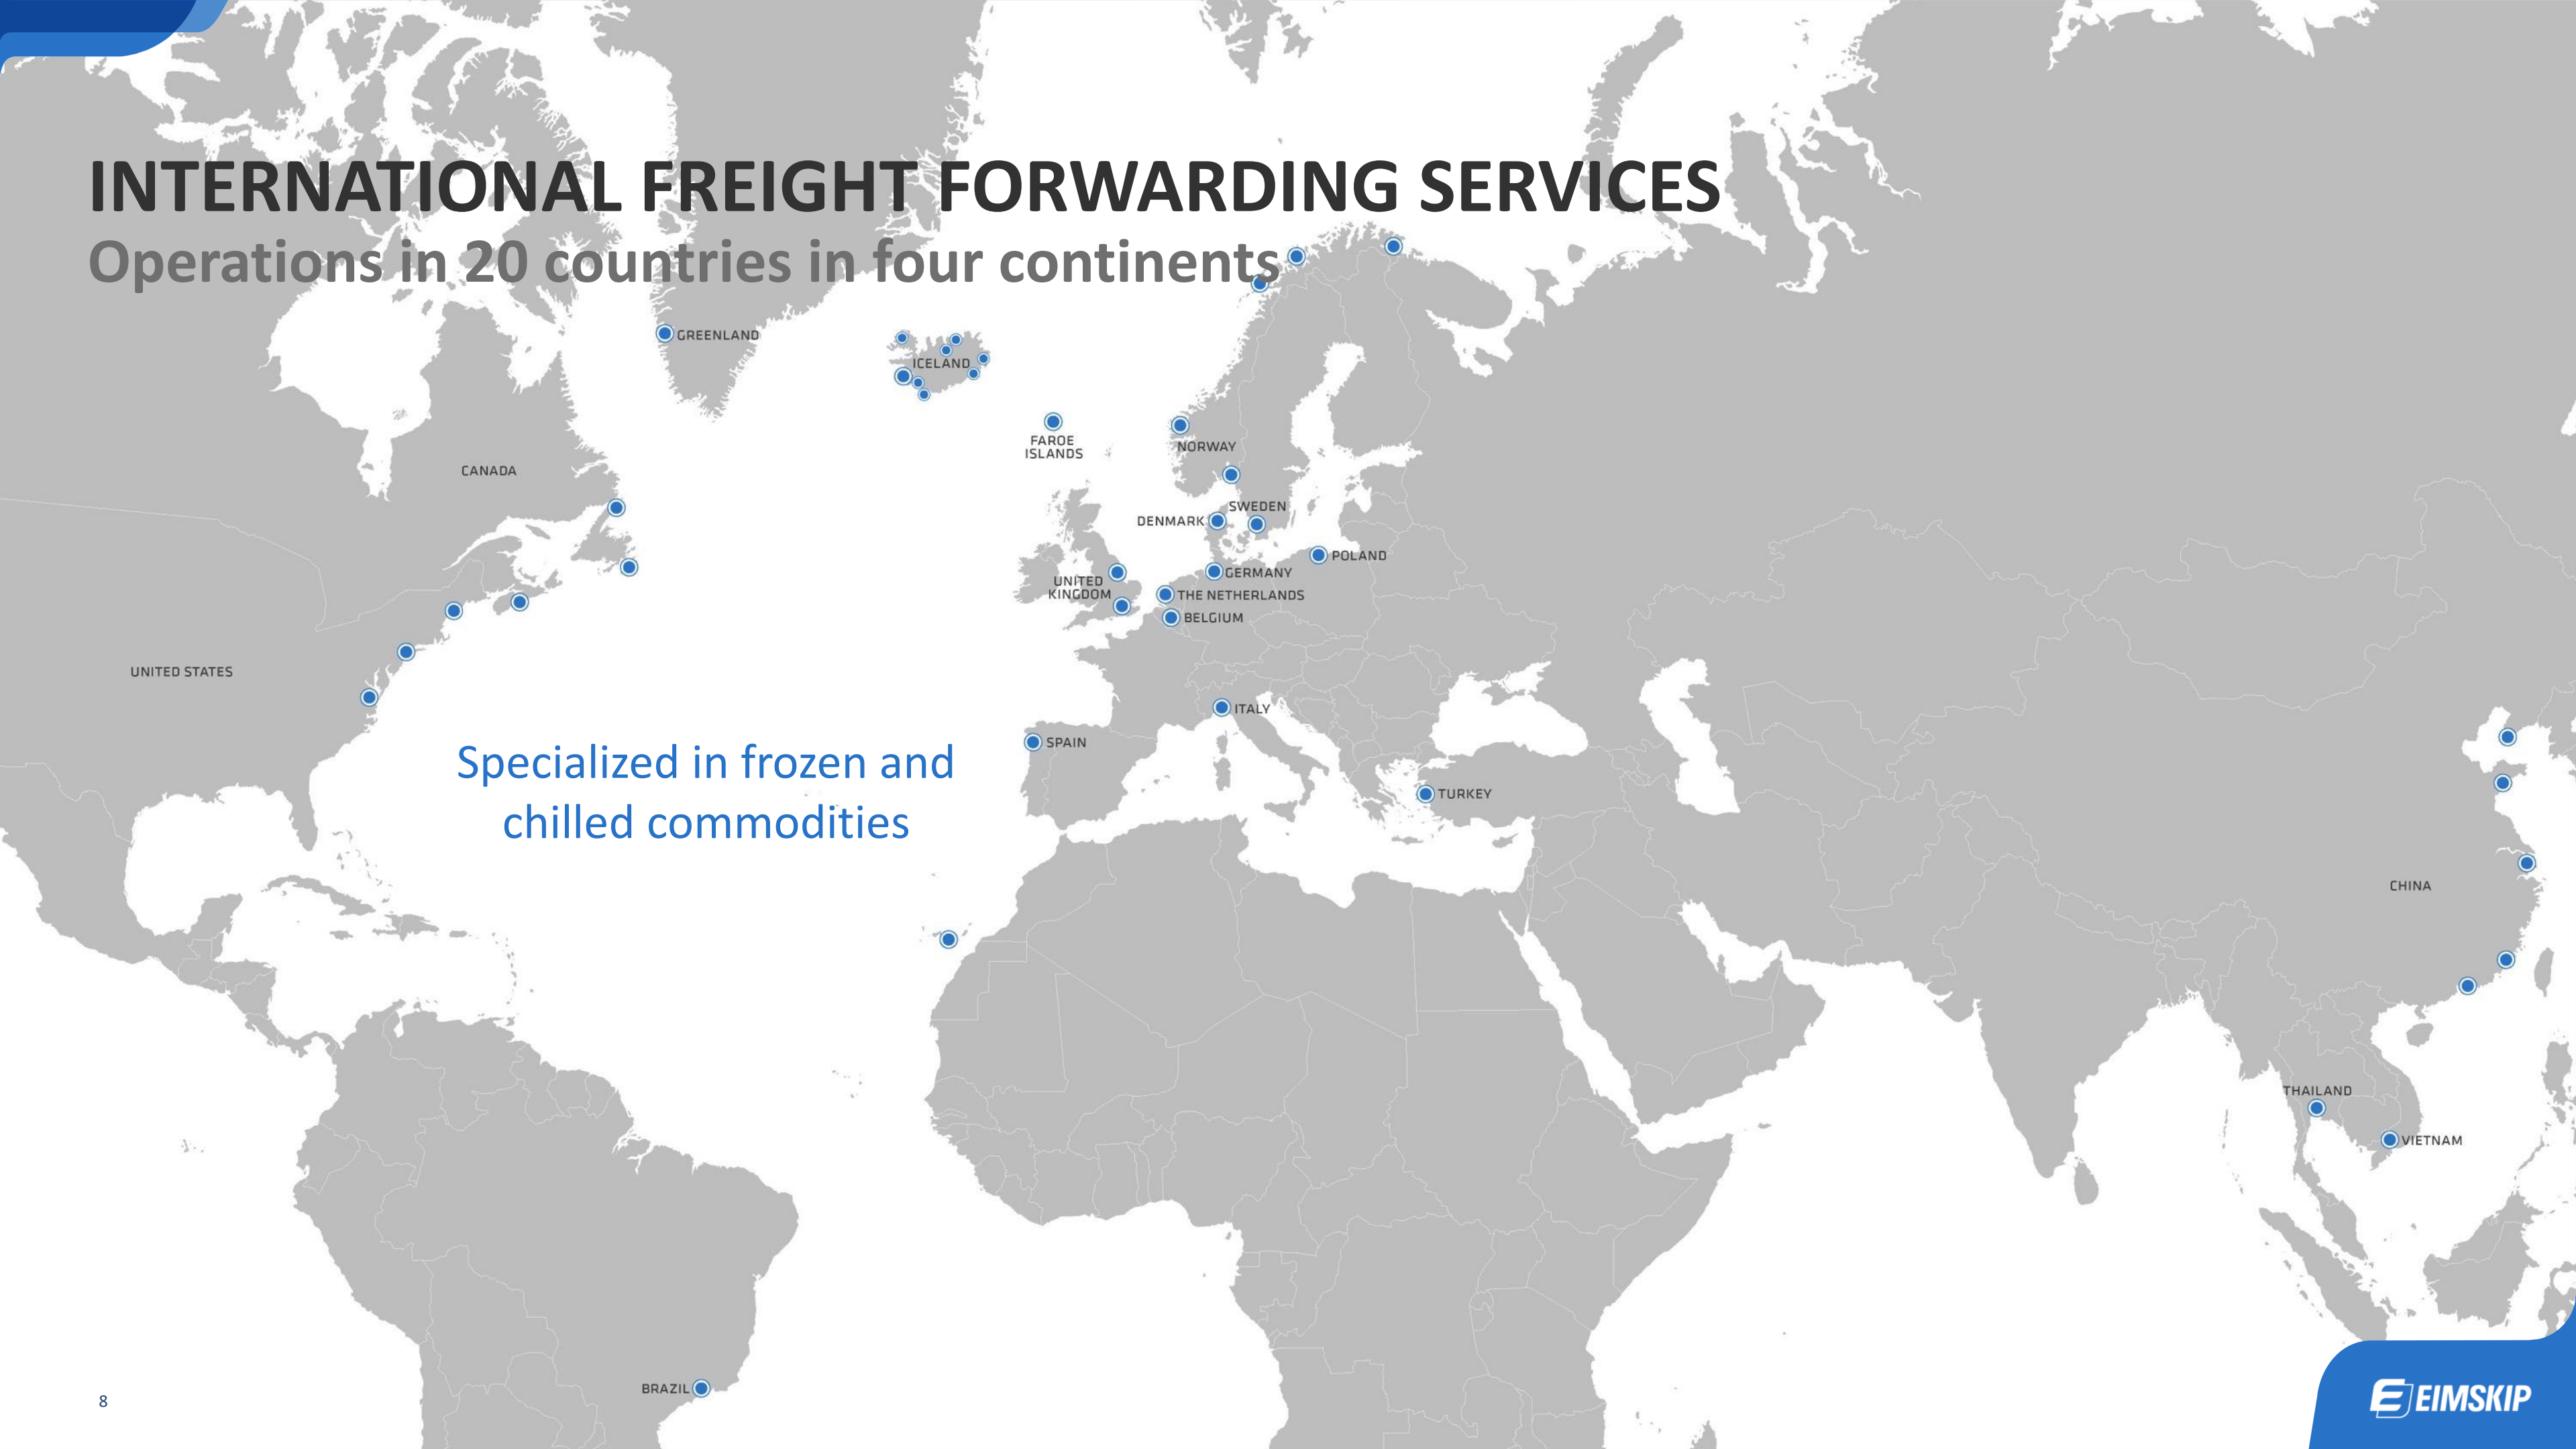 INTERNATIONAL FREIGHT FORWARDING SERVICES
Operations in 20 countries in four continents
GREENLAND
ICELAND
FAROE
ISLANDS
NORWAY
CANADA
SWEDEN
DENMARK
POLAND
GERMANY
UNITED
KINGDOM
THE NETHERLANDS
BELGIUM
UNITED STATES
ITALY
SPAIN
Specialized in frozen and
chilled commodities
TURKEY
CHINA
THAILAND
VIETNAM
BRAZIL
8
EIMSKIP